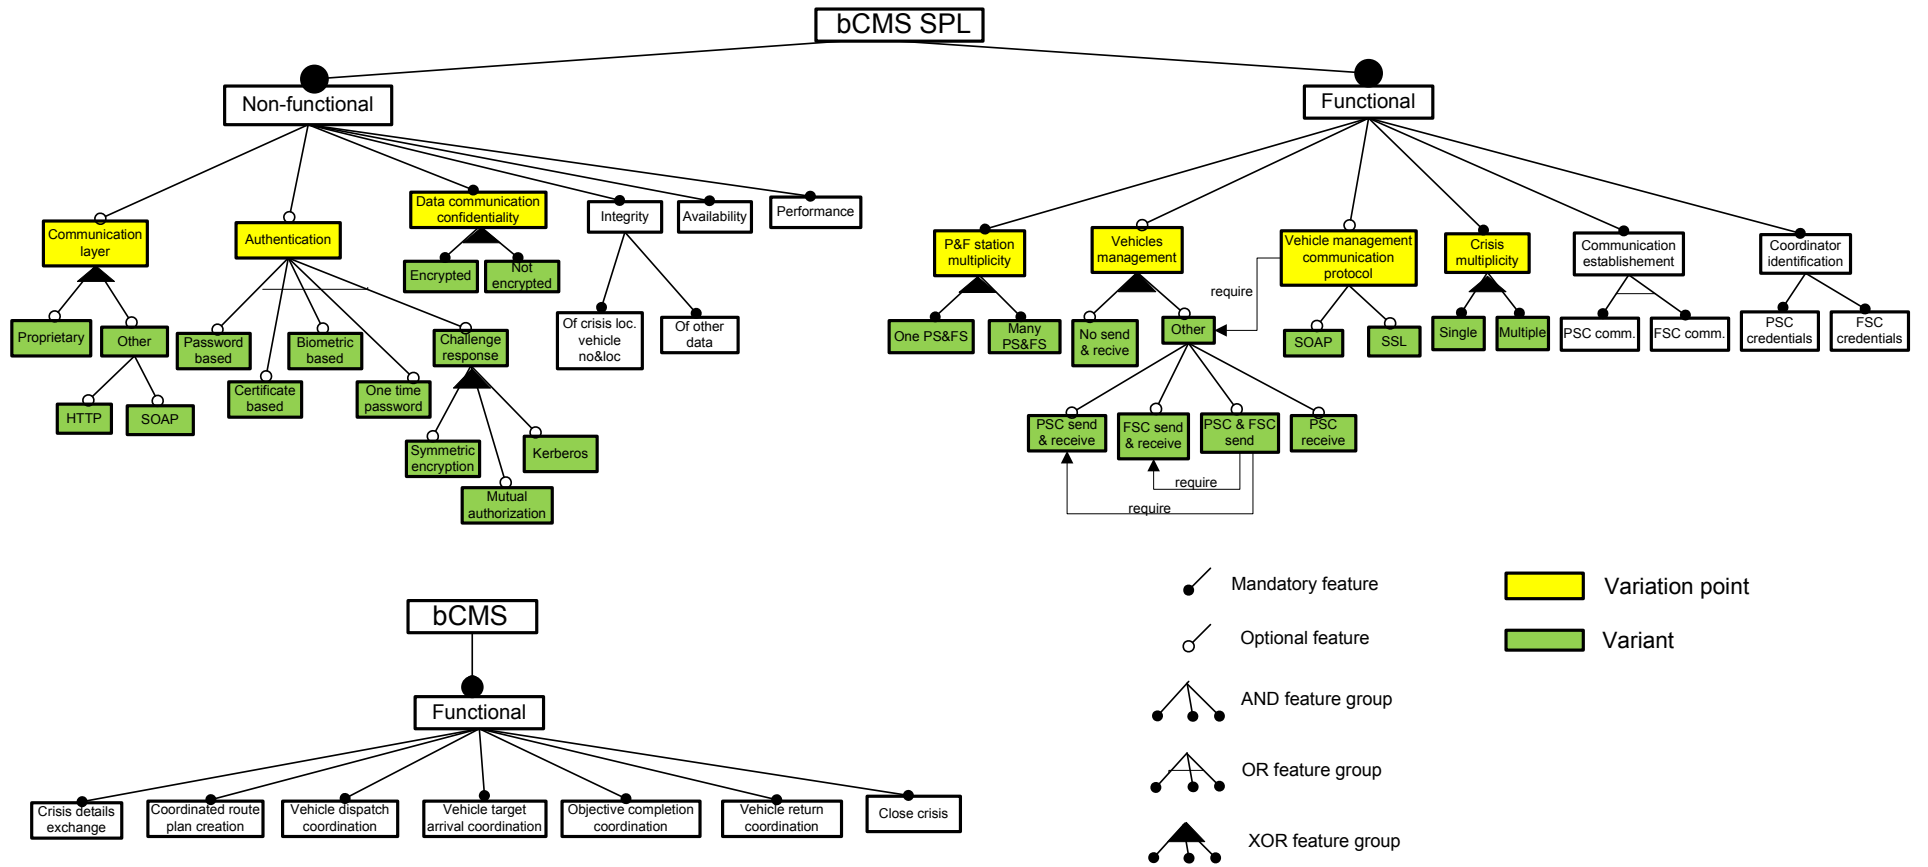 bCMS SPL
Non-functional
Functional
Communication
layer
Authentication
Data communication
confidentiality
Integrity
Availability
Performance
Proprietary
Other
Password
based
Biometric
based
Challenge
response
Encrypted
Not
encrypted
Of crisis loc.
vehicle
no&loc
Of other
data
HTTP
SOAP
Certificate
based
One time
password
Symmetric
encryption
Kerberos
Mutual
authorization
P&F station
multiplicity
Vehicles
management
Vehicle management
communication
protocol
Crisis
multiplicity
Communication
establishement
Coordinator
identification
require
One PS&FS
Many
PS&FS
No send
& recive
Other
SOAP
SSL
Single
Multiple
PSC comm.
FSC comm.
PSC
credentials
FSC
credentials
PSC send
& receive
FSC send
& receive
PSC & FSC
send
PSC
receive
require
require
bCMS
Functional
Crisis details
exchange
Coordinated route
plan creation
Vehicle dispatch
coordination
Vehicle target
arrival coordination
Objective completion
coordination
Vehicle return
coordination
Close crisis
Mandatory feature
Variation point
Optional feature
Variant
AND feature group
OR feature group
XOR feature group